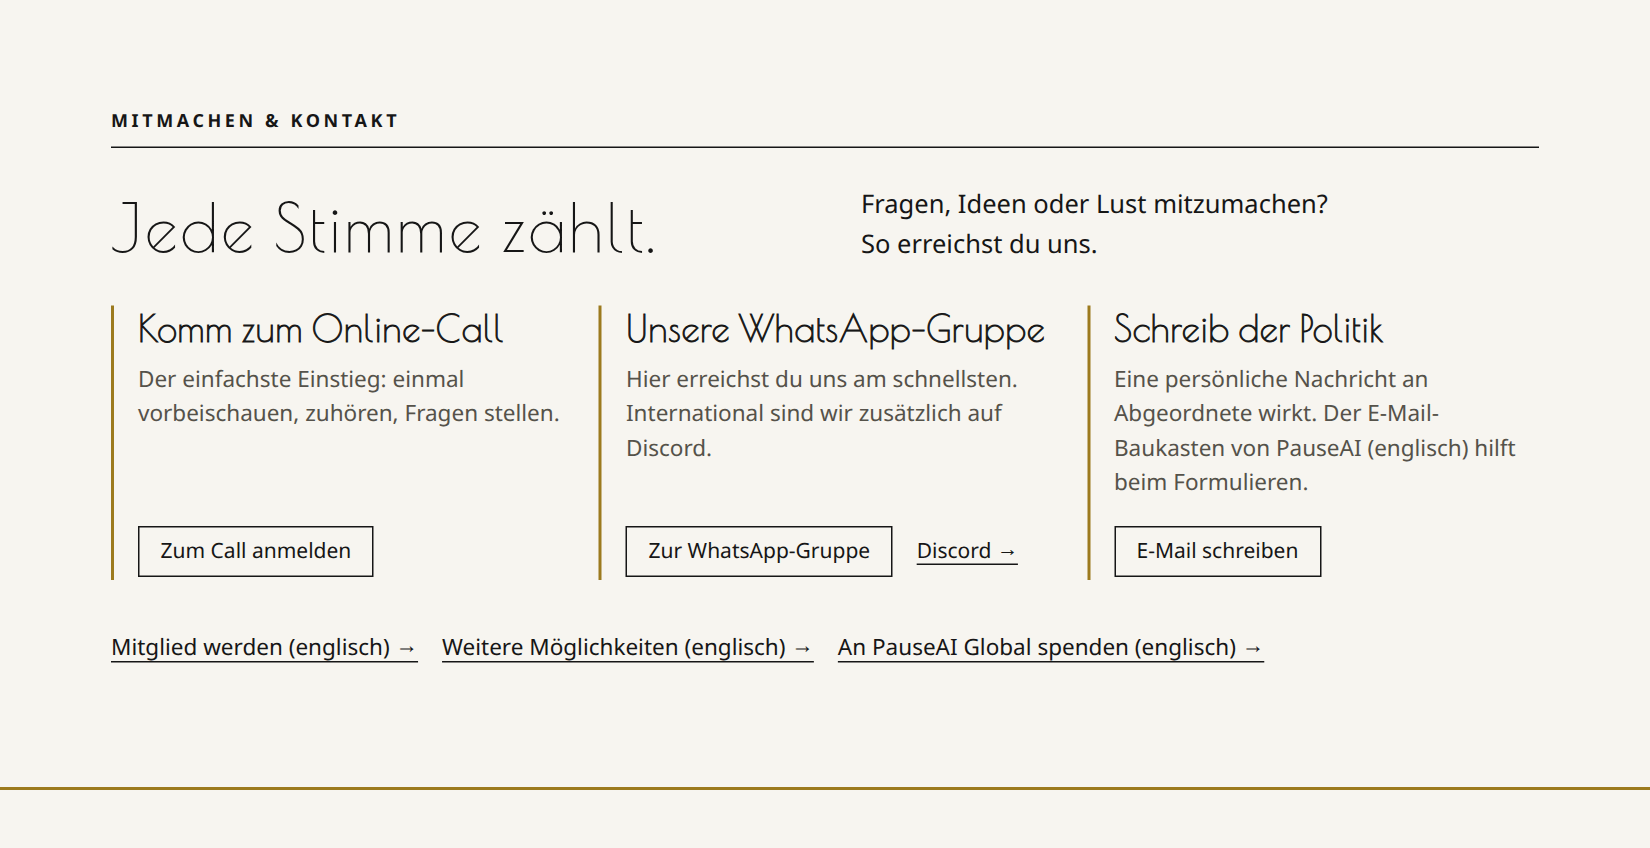 MITMACHEN & KONTAKT
Jede Stimme zählt.
Fragen, Ideen oder Lust mitzumachen?
So erreichst du uns.
Komm zum Online-Call
Der einfachste Einstieg: einmal
vorbeischauen, zuhören, Fragen stellen.
Zum Call anmelden
Unsere WhatsApp-Gruppe
Hier erreichst du uns am schnellsten.
International sind wir zusätzlich auf
Discord.
Zur WhatsApp-Gruppe
Discord →
Schreib der Politik
Eine persönliche Nachricht an
Abgeordnete wirkt. Der E-Mail-
Baukasten von PauseAI (englisch) hilft
beim Formulieren.
E-Mail schreiben
Mitglied werden (englisch) → Weitere Möglichkeiten (englisch) → An PauseAI Global spenden (englisch) →